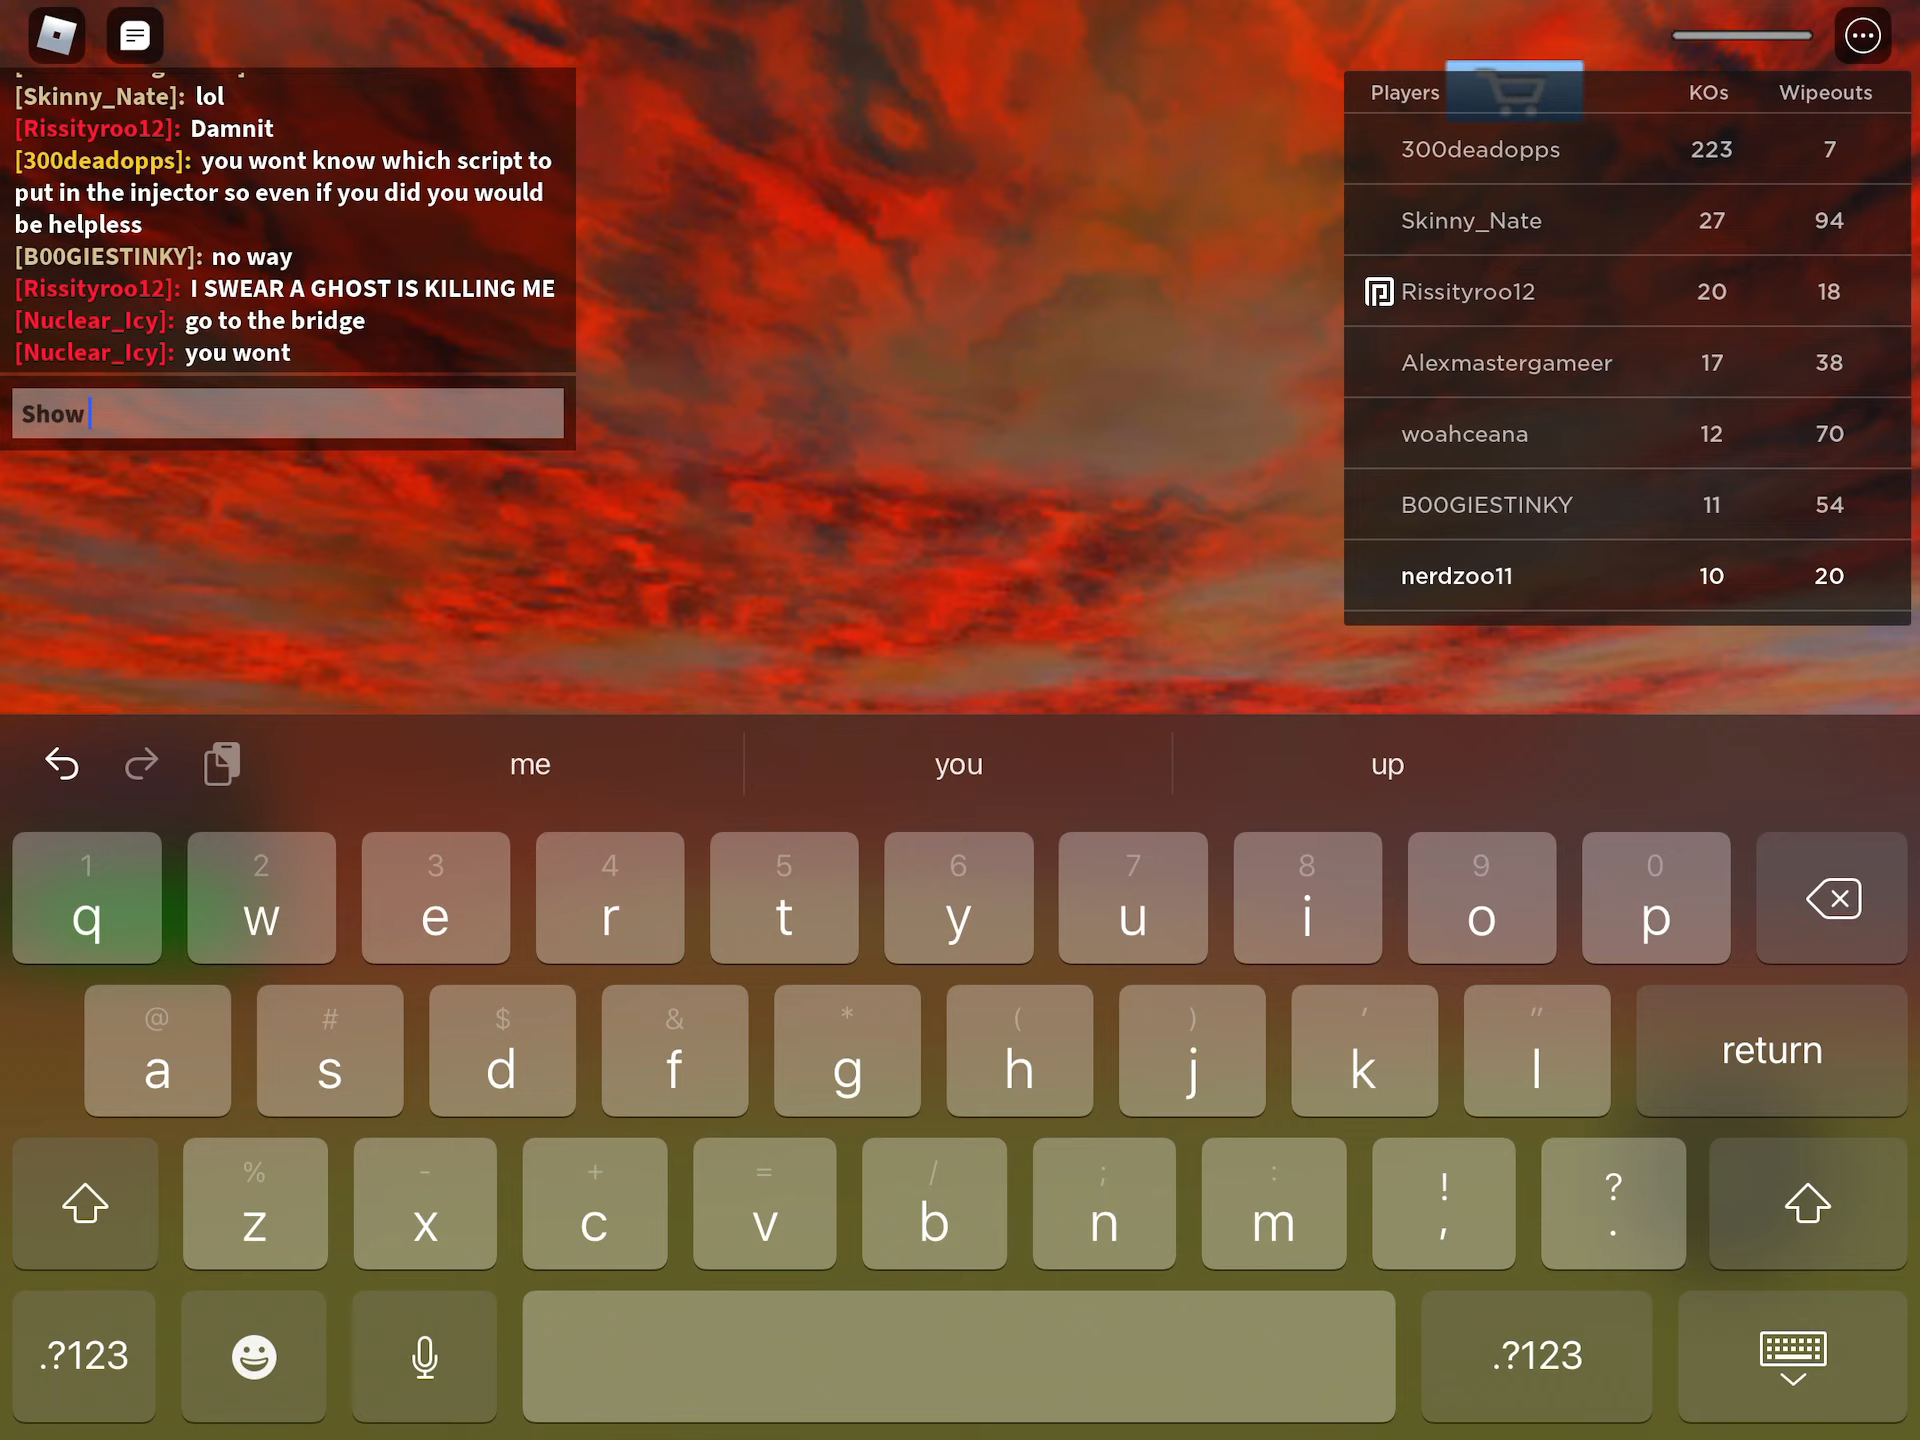 [Skinny_Nate]: lol
[Rissityroo12]: Damnit
[300deadopps]: you wont know which script to
put in the injector so even if you did you would
be helpless
[B00GIESTINKY]: no way
[Rissityroo12]: I SWEAR A GHOST IS KILLING ME
[Nuclear_Icy]: go to the bridge
[Nuclear_Icy]: you wont
Show
Players KOs Wipeouts
300deadopps 223 7
Skinny_Nate 27 94
Rissityroo12 20 18
Alexmastergameer 17 38
woahceana 12 70
B00GIESTINKY 11 54
nerdzoo11 10 20
me you up
1 2 3 4 5 6 7 8 9 0
q w e r t y u i o p
@ # $ & * ( ) ' "
a s d f g h j k l return
% - + = / ; : ! ?
z x c v b n m , .
.?123 .?123